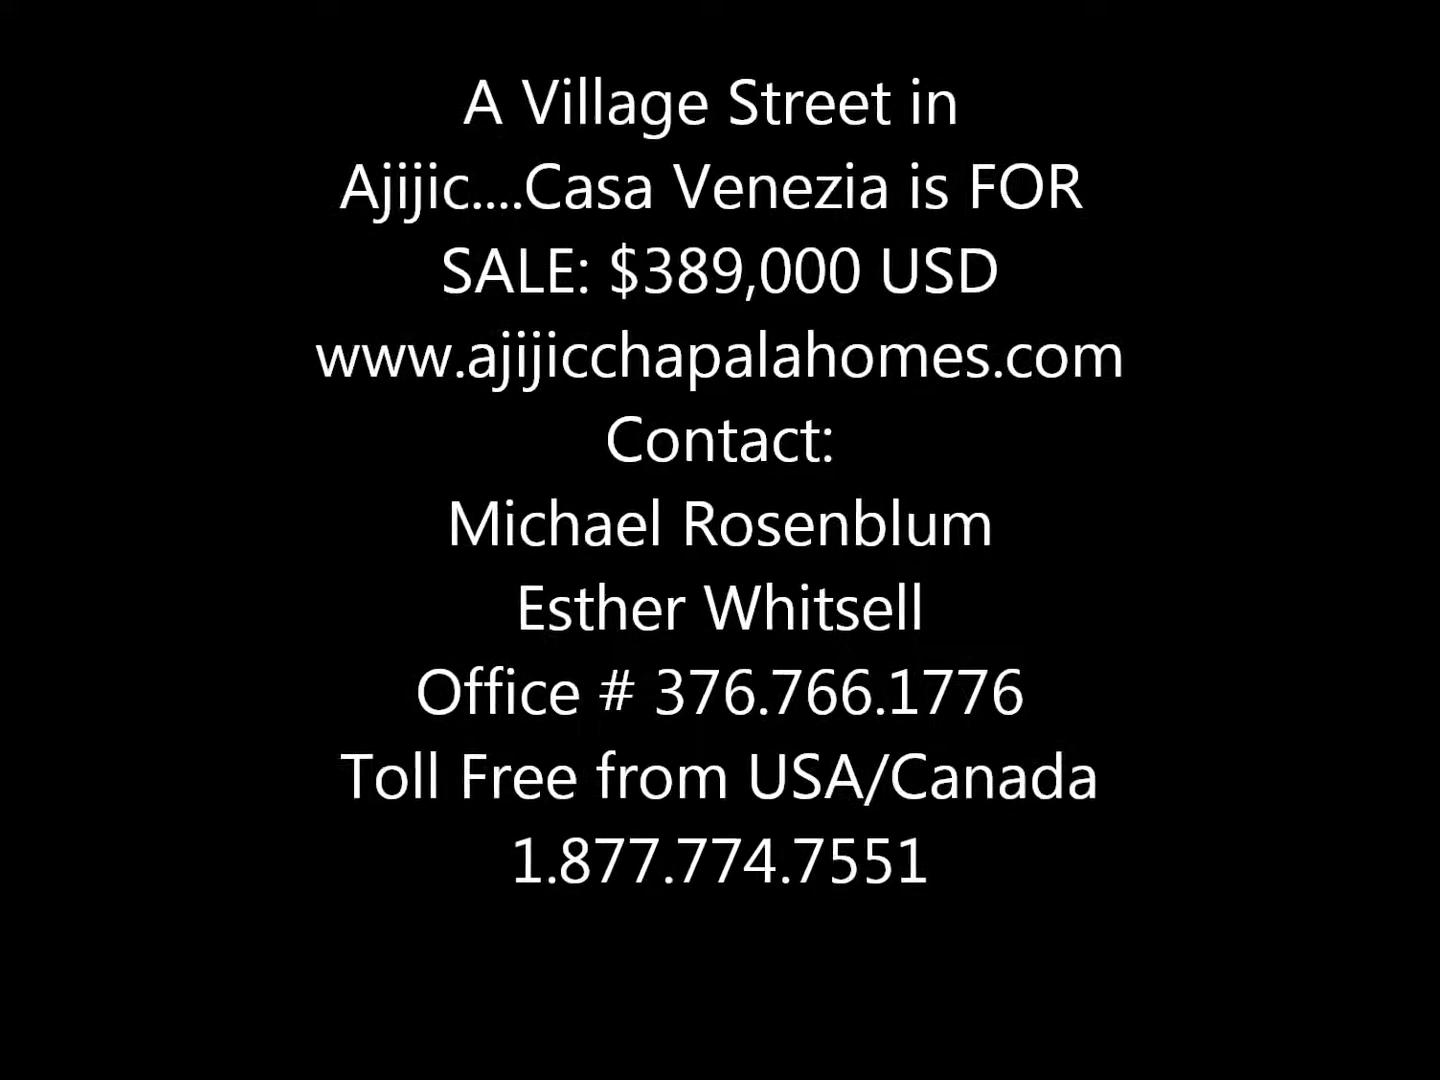 A Village Street in
Ajijic....Casa Venezia is FOR
SALE: $389,000 USD
www.ajijicchapalahomes.com
Contact:
Michael Rosenblum
Esther Whitsell
Office # 376.766.1776
Toll Free from USA/Canada
1.877.774.7551